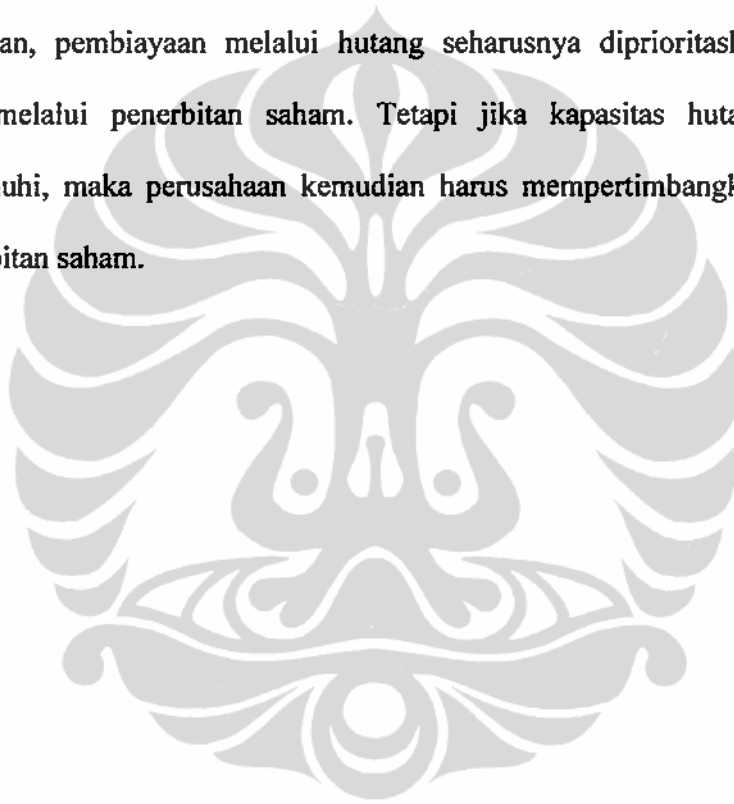 an, pembiayaan melalui hutang seharusnya diprioritask
melalui penerbitan saham. Tetapi jika kapasitas huta
uhi, maka perusahaan kemudian harus mempertimbangk
itan saham.